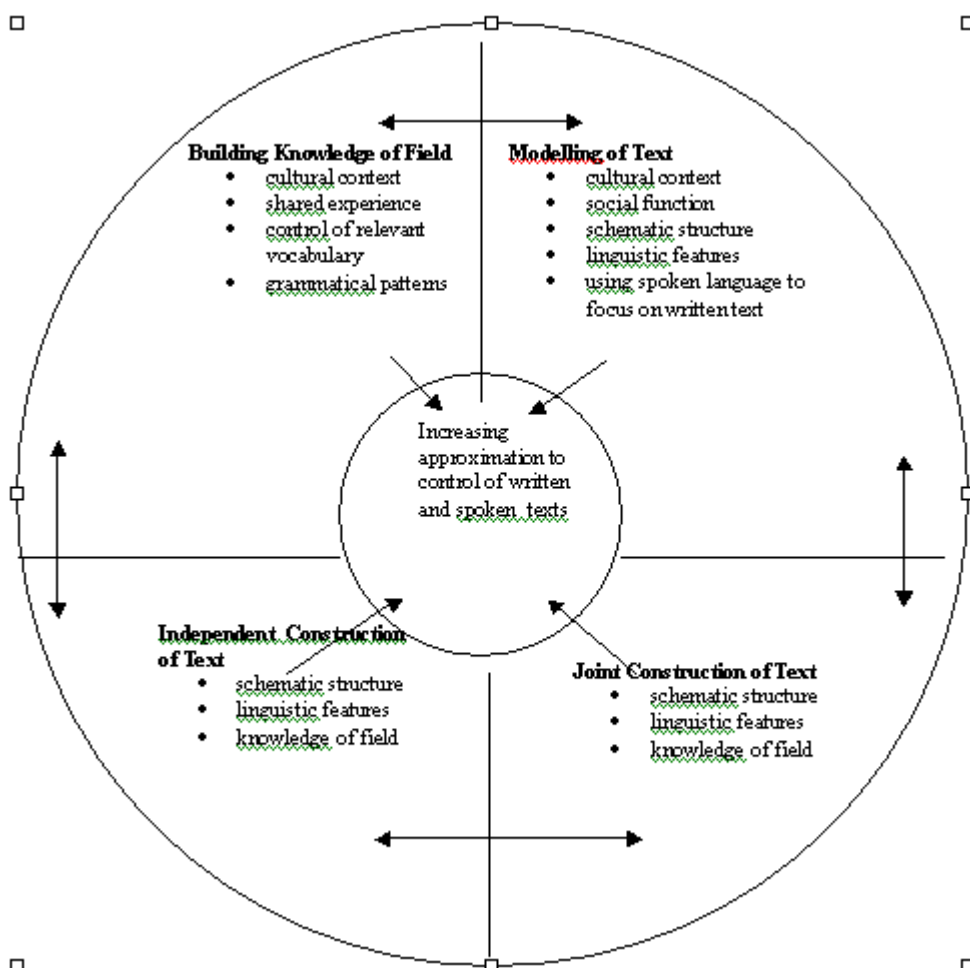 Building Knowledge of Field
• cultural context
• shared experience
• control of relevant
vocabulary
• grammatical patterns
Modelling of Text
• cultural context
• social function
• schematic structure
• linguistic features
• using spoken language to
focus on written text
Increasing
approximation to
control of written
and spoken texts
Independent Construction
of Text
• schematic structure
• linguistic features
• knowledge of field
Joint Construction of Text
• schematic structure
• linguistic features
• knowledge of field